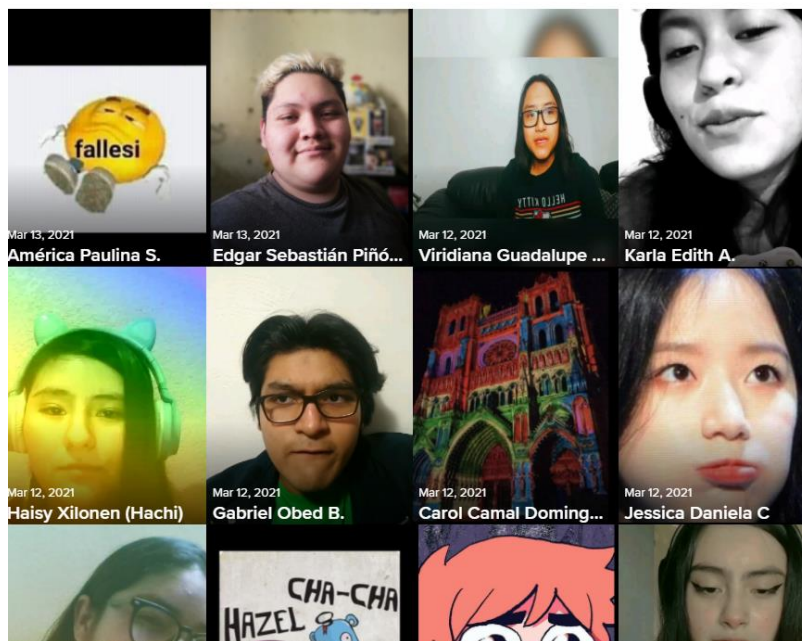 fallesi
Mar 13, 2021
América Paulina S.
Mar 13, 2021
Edgar Sebastián Piñó...
HELLO KITTY
Mar 12, 2021
Viridiana Guadalupe ...
Mar 12, 2021
Karla Edith A.
Mar 12, 2021
Haisy Xilonen (Hachi)
Mar 12, 2021
Gabriel Obed B.
Mar 12, 2021
Carol Camal Doming...
Mar 12, 2021
Jessica Daniela C
CHA-CHA
HAZEL